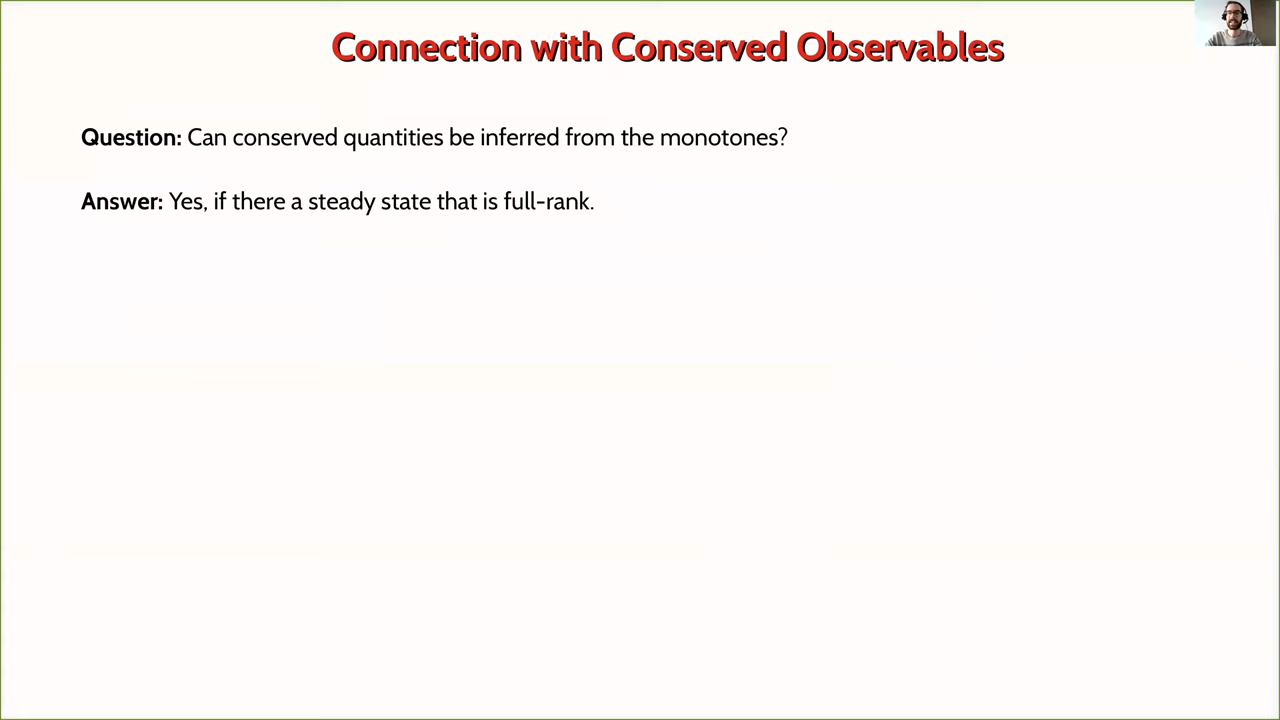 Connection with Conserved Observables
Question: Can conserved quantities be inferred from the monotones?
Answer: Yes, if there a steady state that is full-rank.